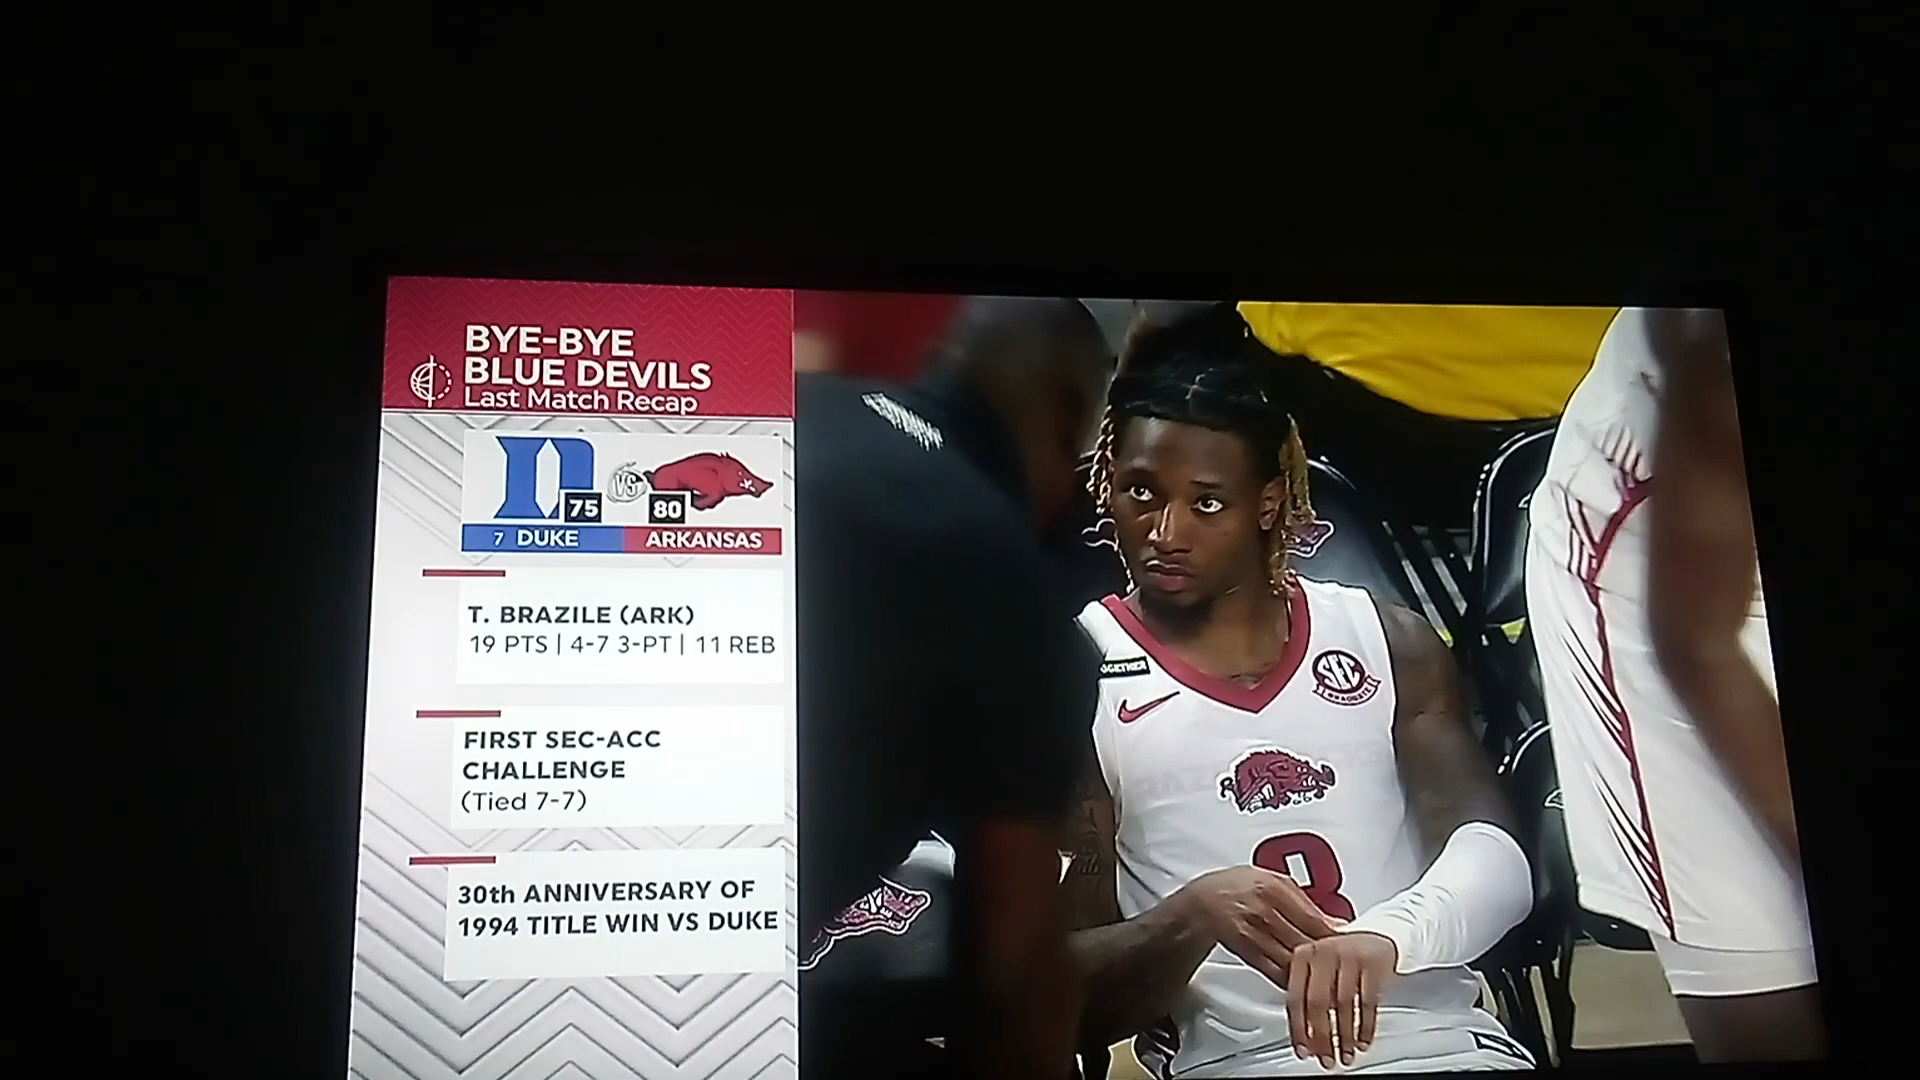 BYE-BYE
BLUE DEVILS
Last Match Recap
75
VS
80
7 DUKE
ARKANSAS
T. BRAZILE (ARK)
19 PTS | 4-7 3-PT | 11 REB
FIRST SEC-ACC
CHALLENGE
(Tied 7-7)
30th ANNIVERSARY OF
1994 TITLE WIN VS DUKE
OGETHER
SEC
3